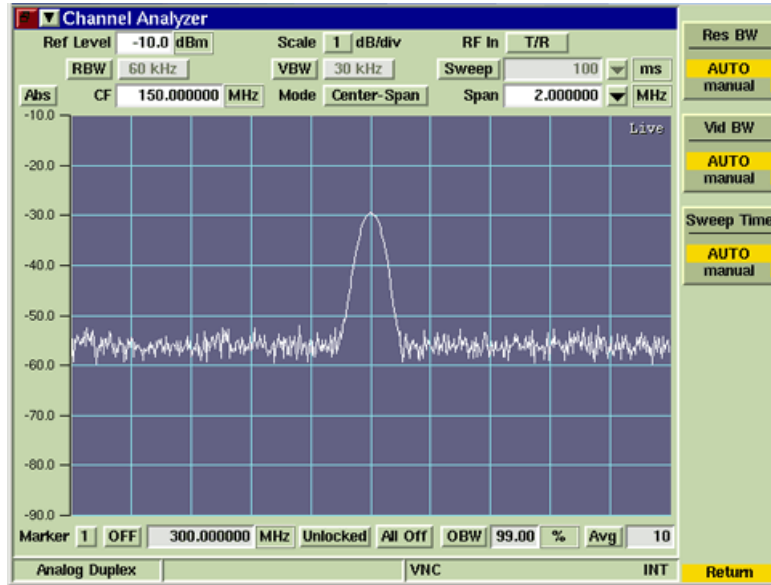 Channel Analyzer
Ref Level -10.0 dBm Scale 1 dB/div RF In T/R
RBW 60 kHz VBW 30 kHz Sweep 100 ms
Abs CF 150.000000 MHz Mode Center-Span Span 2.000000 MHz
Live
-10.0
-20.0
-30.0
-40.0
-50.0
-60.0
-70.0
-80.0
-90.0
Marker 1 OFF 300.000000 MHz Unlocked All Off OBW 99.00 % Avg 10
Analog Duplex VNC INT
Res BW
AUTO
manual
Vid BW
AUTO
manual
Sweep Time
AUTO
manual
Return